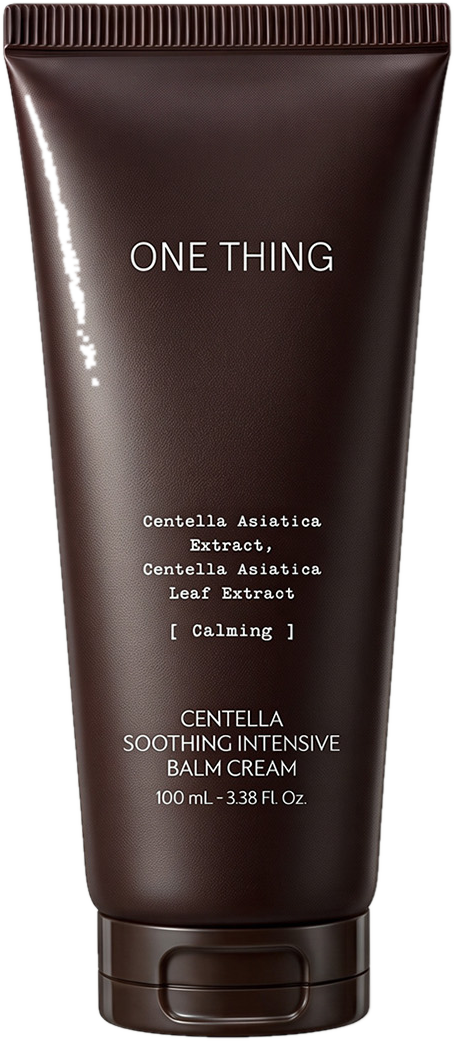 ONE THING
Centella Asiatica
Extract,
Centella Asiatica
Leaf Extract
[ Calming ]
CENTELLA
SOOTHING INTENSIVE
BALM CREAM
100 mL - 3.38 Fl. Oz.